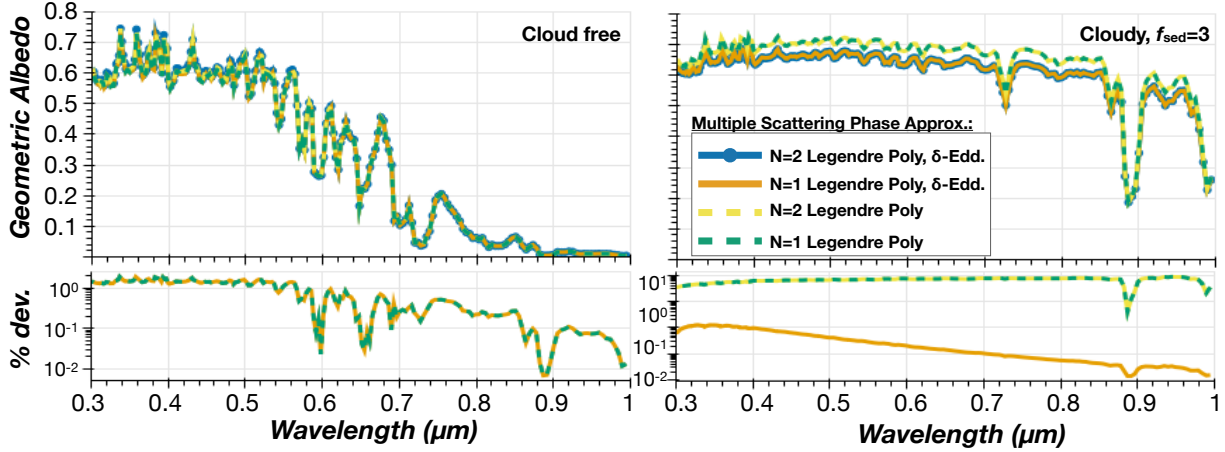 Geometric Albedo
0.8
0.7
0.6
0.5
0.4
0.3
0.2
0.1
Cloud free
Cloudy, fsed=3
Multiple Scattering Phase Approx.:
N=2 Legendre Poly, δ-Edd.
N=1 Legendre Poly, δ-Edd.
N=2 Legendre Poly
N=1 Legendre Poly
% dev.
10⁰
10⁻¹
10⁻²
10¹
10⁰
10⁻¹
10⁻²
0.3 0.4 0.5 0.6 0.7 0.8 0.9 1
0.3 0.4 0.5 0.6 0.7 0.8 0.9 1
Wavelength (μm)
Wavelength (μm)